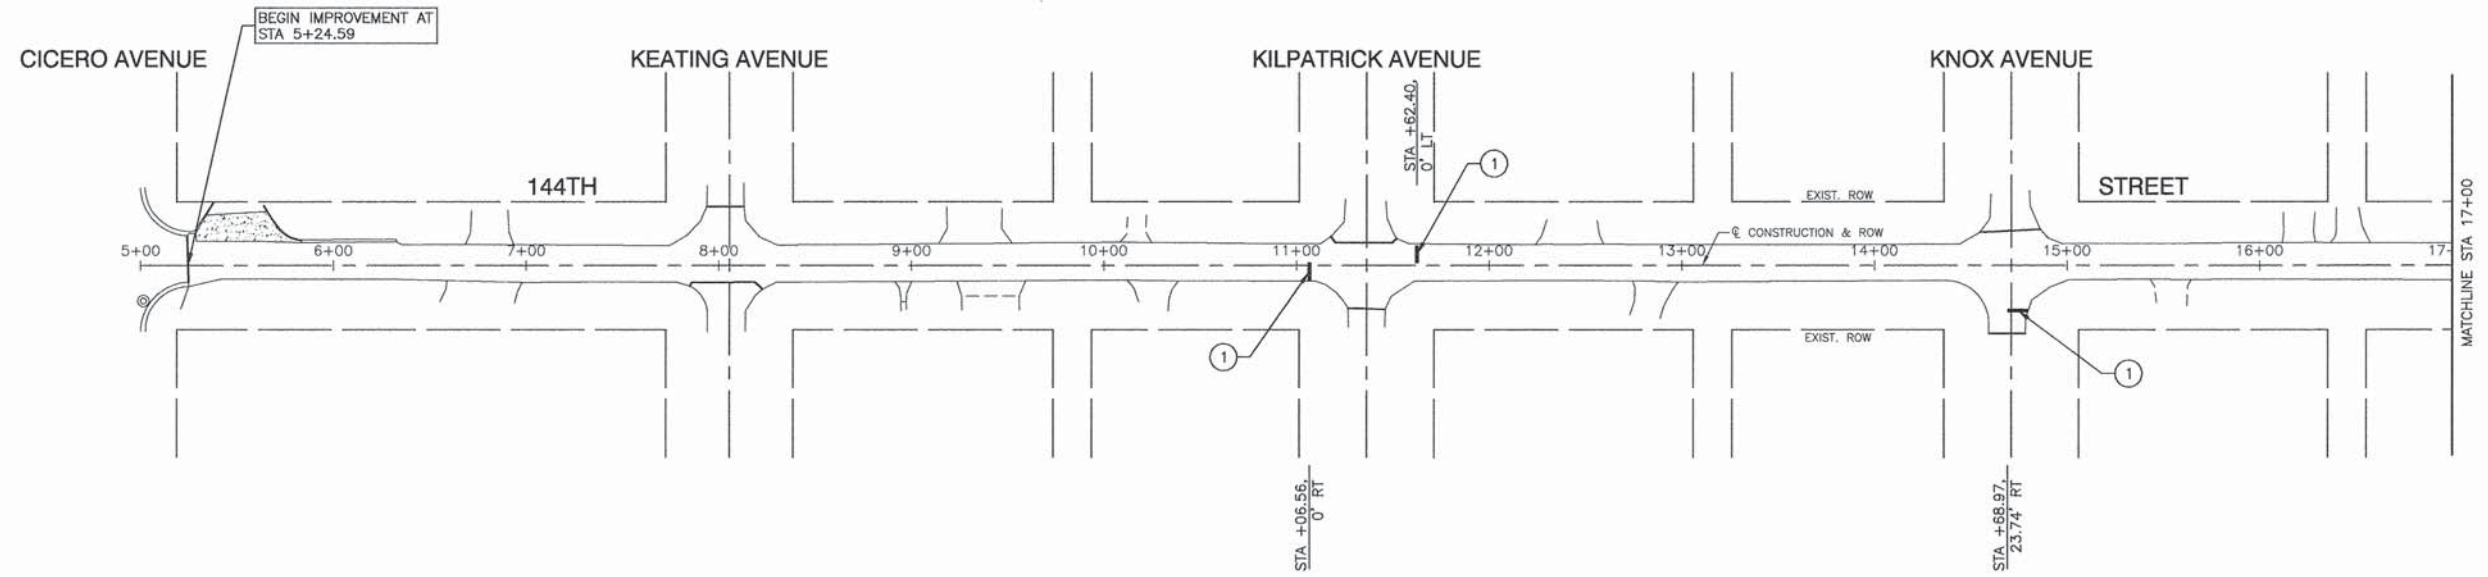 BEGIN IMPROVEMENT AT
STA 5+24.59
CICERO AVENUE
KEATING AVENUE
KILPATRICK AVENUE
KNOX AVENUE
STA +62.40,
0' LT
1
144TH
EXIST. ROW
STREET
MATCHLINE STA 17+00
℄ CONSTRUCTION & ROW
5+00
6+00
7+00
8+00
9+00
10+00
11+00
12+00
13+00
14+00
15+00
16+00
17+
EXIST. ROW
1
1
STA +06.56,
0' RT
STA +68.97,
23.74' RT